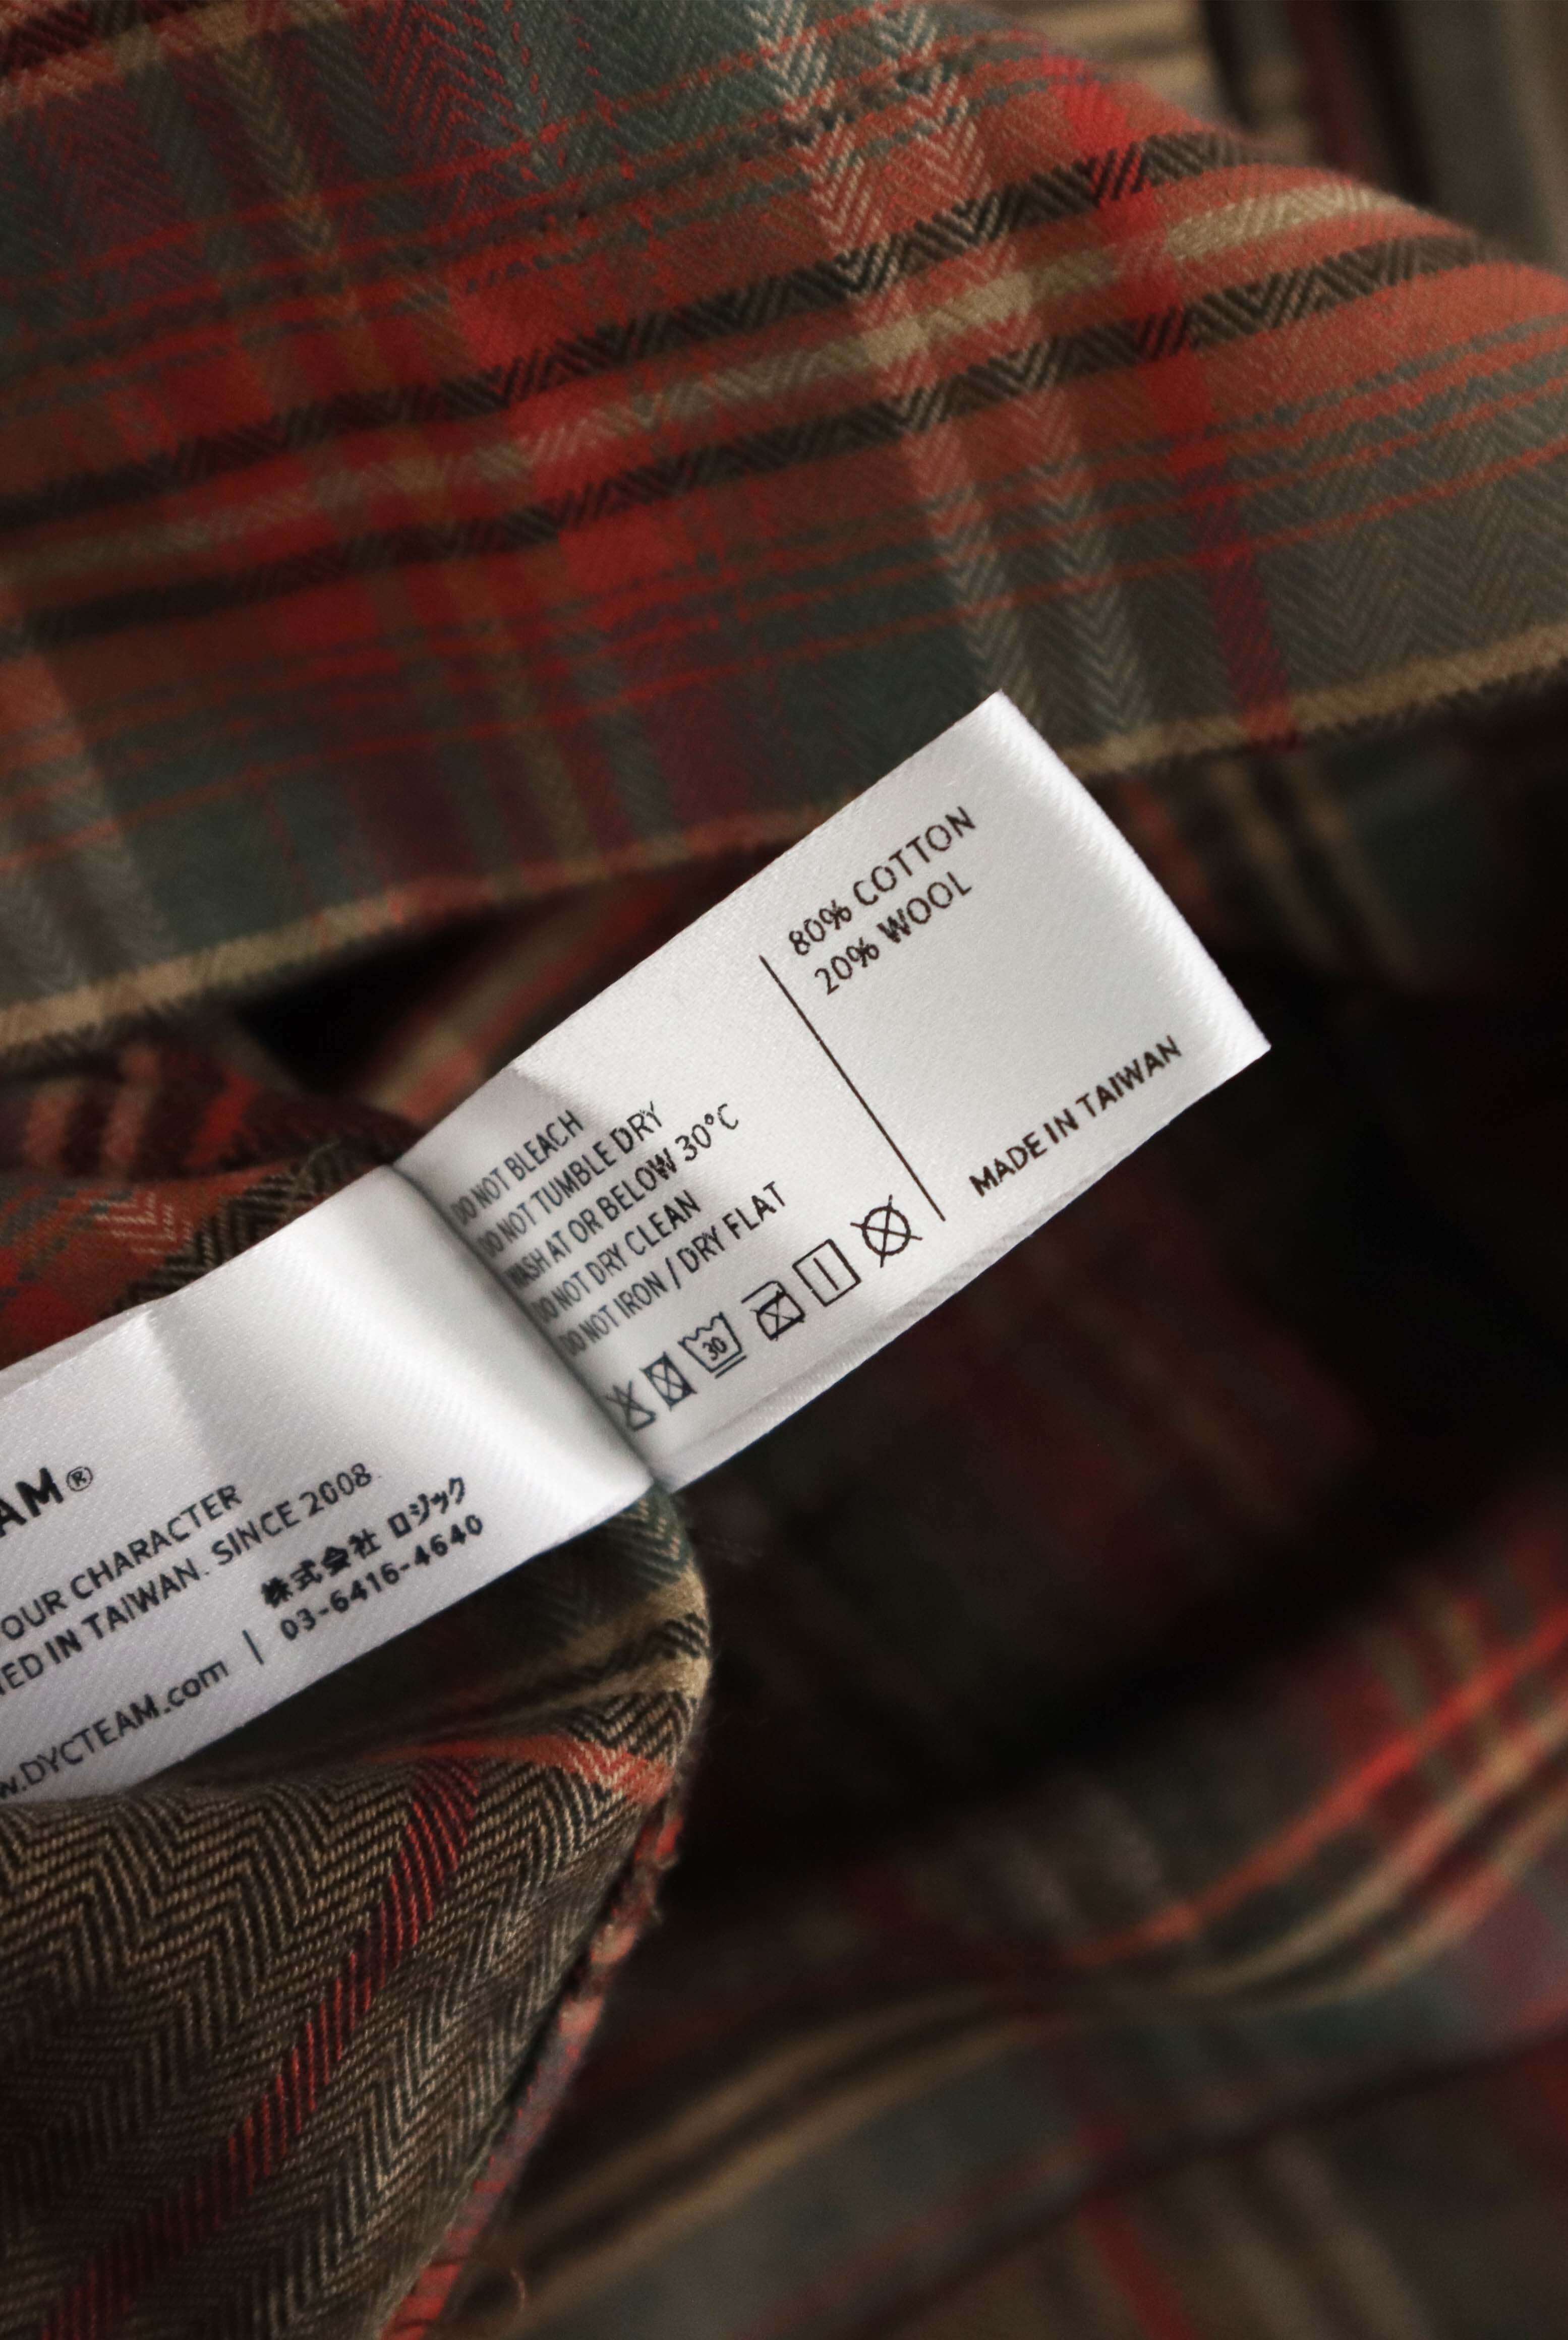 80% COTTON
20% WOOL
MADE IN TAIWAN
DO NOT BLEACH
DO NOT TUMBLE DRY
WASH AT OR BELOW 30°C
DO NOT DRY CLEAN
DO NOT IRON / DRY FLAT
30
AM®
OUR CHARACTER
ED IN TAIWAN. SINCE 2008
w.DYCTEAM.com | 株式会社 ロジック
03-6416-4640